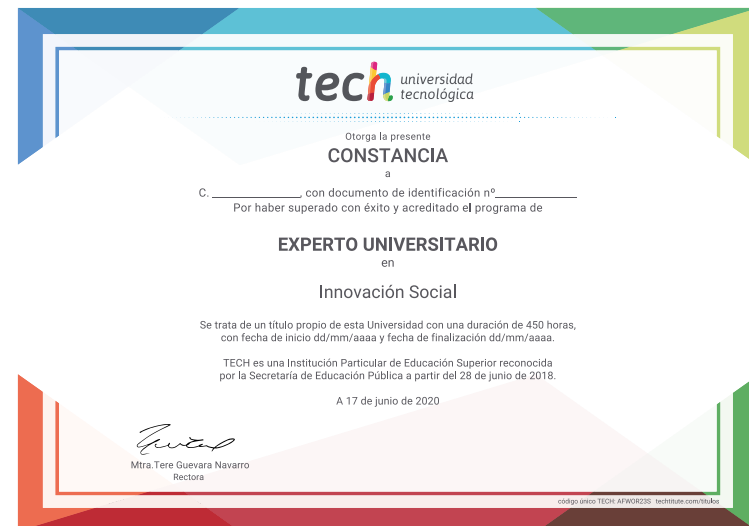 tech universidad
tecnológica
Otorga la presente
CONSTANCIA
a
C. ______________, con documento de identificación nº______________
Por haber superado con éxito y acreditado el programa de
EXPERTO UNIVERSITARIO
en
Innovación Social
Se trata de un título propio de esta Universidad con una duración de 450 horas,
con fecha de inicio dd/mm/aaaa y fecha de finalización dd/mm/aaaa.
TECH es una Institución Particular de Educación Superior reconocida
por la Secretaría de Educación Pública a partir del 28 de junio de 2018.
A 17 de junio de 2020
Mtra.Tere Guevara Navarro
Rectora
código único TECH: AFWOR23S techtitute.com/titulos